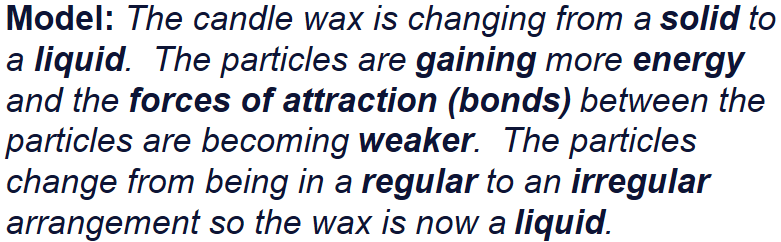 Model: The candle wax is changing from a solid to
a liquid.  The particles are gaining more energy
and the forces of attraction (bonds) between the
particles are becoming weaker.  The particles
change from being in a regular to an irregular
arrangement so the wax is now a liquid.